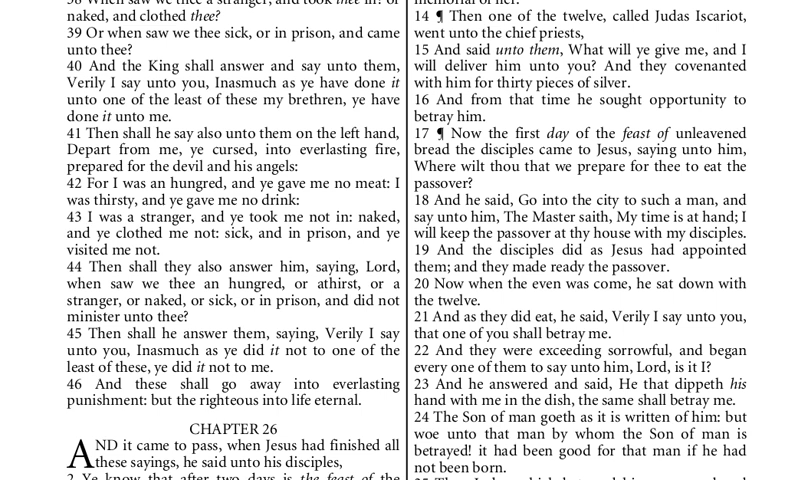 38 When saw we thee a stranger, and took thee in? or
naked, and clothed thee?
39 Or when saw we thee sick, or in prison, and came
unto thee?
40 And the King shall answer and say unto them,
Verily I say unto you, Inasmuch as ye have done it
unto one of the least of these my brethren, ye have
done it unto me.
41 Then shall he say also unto them on the left hand,
Depart from me, ye cursed, into everlasting fire,
prepared for the devil and his angels:
42 For I was an hungred, and ye gave me no meat: I
was thirsty, and ye gave me no drink:
43 I was a stranger, and ye took me not in: naked,
and ye clothed me not: sick, and in prison, and ye
visited me not.
44 Then shall they also answer him, saying, Lord,
when saw we thee an hungred, or athirst, or a
stranger, or naked, or sick, or in prison, and did not
minister unto thee?
45 Then shall he answer them, saying, Verily I say
unto you, Inasmuch as ye did it not to one of the
least of these, ye did it not to me.
46 And these shall go away into everlasting
punishment: but the righteous into life eternal.
CHAPTER 26
AND it came to pass, when Jesus had finished all
these sayings, he said unto his disciples,
2 Ye know that after two days is the feast of the
memorial of her.
14 ¶ Then one of the twelve, called Judas Iscariot,
went unto the chief priests,
15 And said unto them, What will ye give me, and I
will deliver him unto you? And they covenanted
with him for thirty pieces of silver.
16 And from that time he sought opportunity to
betray him.
17 ¶ Now the first day of the feast of unleavened
bread the disciples came to Jesus, saying unto him,
Where wilt thou that we prepare for thee to eat the
passover?
18 And he said, Go into the city to such a man, and
say unto him, The Master saith, My time is at hand; I
will keep the passover at thy house with my disciples.
19 And the disciples did as Jesus had appointed
them; and they made ready the passover.
20 Now when the even was come, he sat down with
the twelve.
21 And as they did eat, he said, Verily I say unto you,
that one of you shall betray me.
22 And they were exceeding sorrowful, and began
every one of them to say unto him, Lord, is it I?
23 And he answered and said, He that dippeth his
hand with me in the dish, the same shall betray me.
24 The Son of man goeth as it is written of him: but
woe unto that man by whom the Son of man is
betrayed! it had been good for that man if he had
not been born.